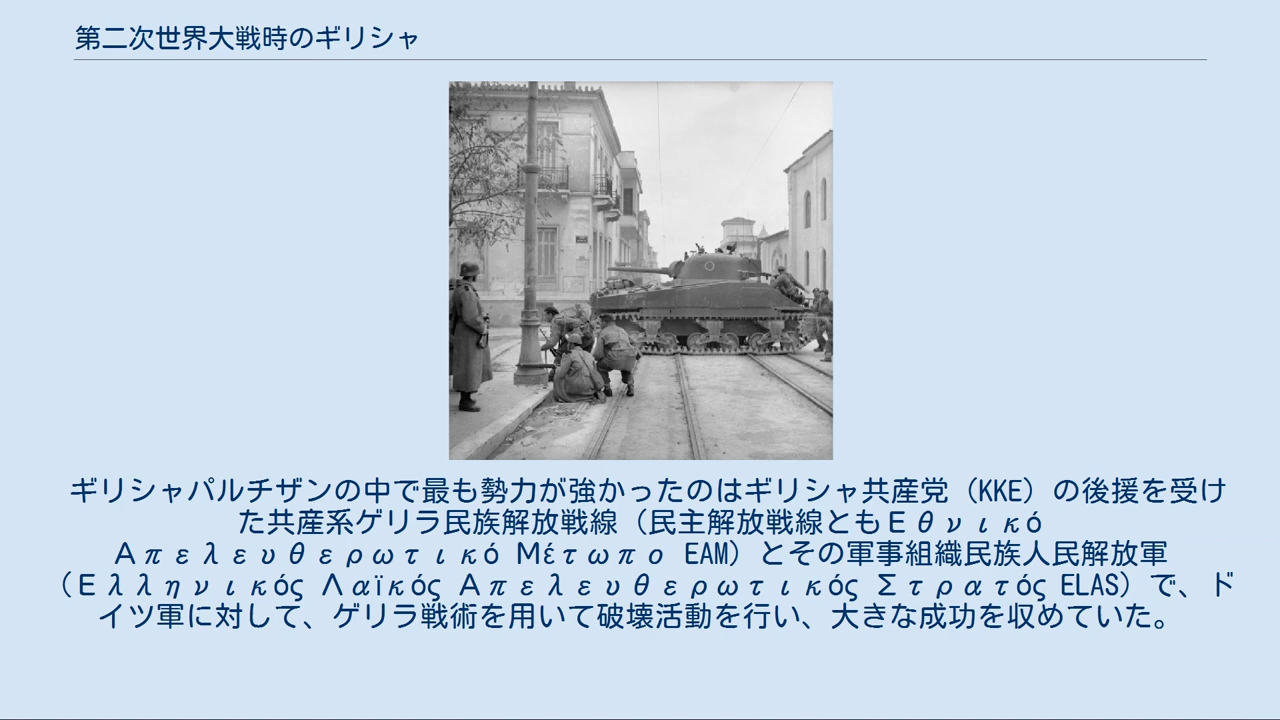 第二次世界大戦時のギリシャ
ギリシャパルチザンの中で最も勢力が強かったのはギリシャ共産党（KKE）の後援を受け
た共産系ゲリラ民族解放戦線（民主解放戦線ともΕθνικό
Απελευθερωτικό Μέτωπο EAM）とその軍事組織民族人民解放軍
（Ελληνικός Λαϊκός Απελευθερωτικός Στρατός ELAS）で、ド
イツ軍に対して、ゲリラ戦術を用いて破壊活動を行い、大きな成功を収めていた。